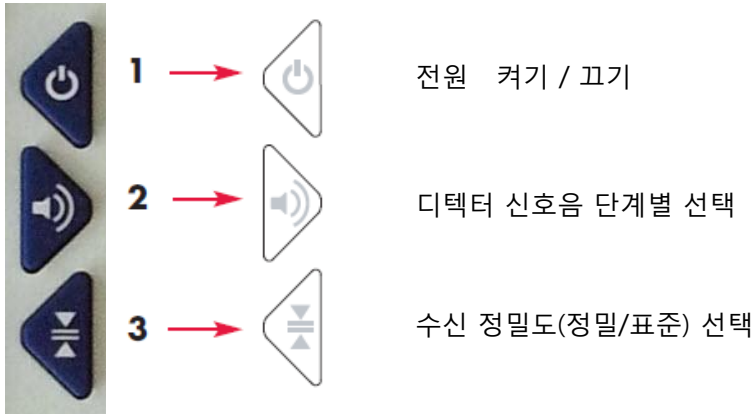 1 전원 켜기 / 끄기
2 디텍터 신호음 단계별 선택
3 수신 정밀도(정밀/표준) 선택